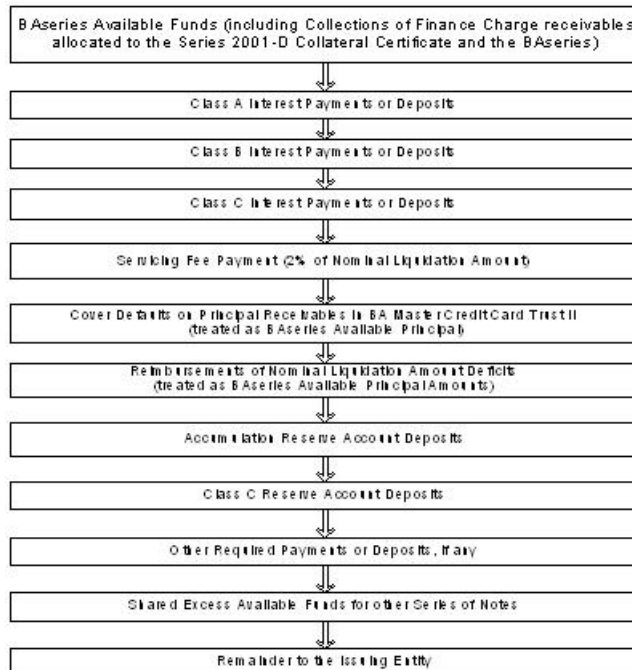 BAseries Available Funds (including Collections of Finance Charge receivables
allocated to the Series 2001-D Collateral Certificate and the BAseries)
Class A Interest Payments or Deposits
Class B Interest Payments or Deposits
Class C Interest Payments or Deposits
Servicing Fee Payment (2% of Nominal Liquidation Amount)
Cover Defaults on Principal Receivables in BA Master Credit Card Trust II
(treated as BAseries Available Principal)
Reimbursements of Nominal Liquidation Amount Deficits
(treated as BAseries Available Principal Amounts)
Accumulation Reserve Account Deposits
Class C Reserve Account Deposits
Other Required Payments or Deposits, if any
Shared Excess Available Funds for other Series of Notes
Remainder to the Issuing Entity